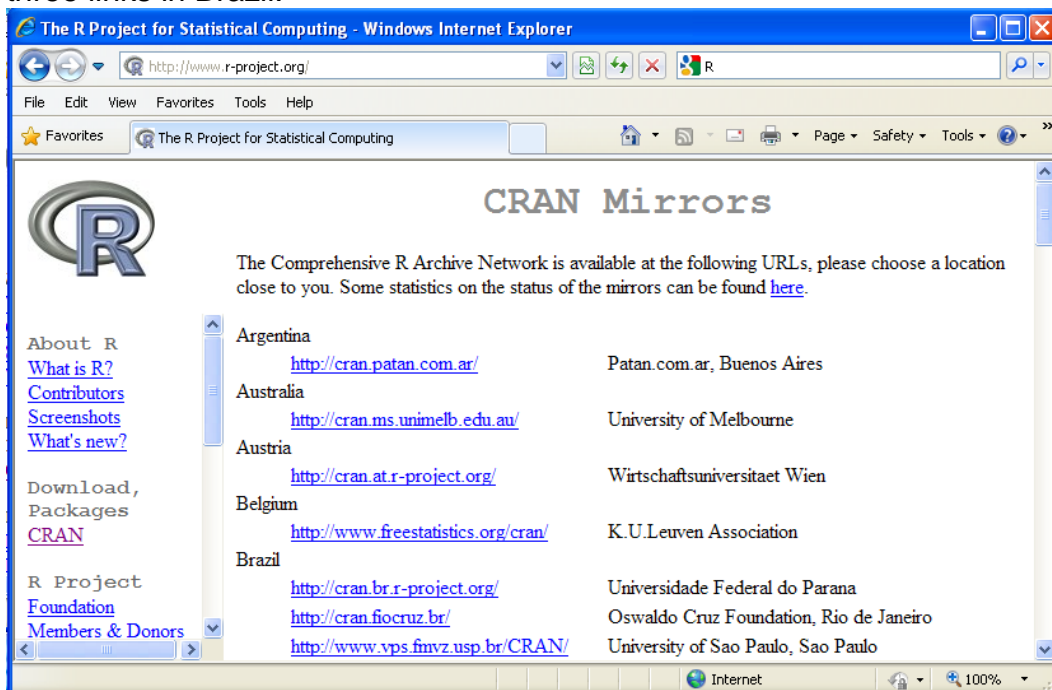 The R Project for Statistical Computing - Windows Internet Explorer
http://www.r-project.org/
R
File Edit View Favorites Tools Help
Favorites
The R Project for Statistical Computing
Page Safety Tools
R
CRAN Mirrors
The Comprehensive R Archive Network is available at the following URLs, please choose a location
close to you. Some statistics on the status of the mirrors can be found here.
About R
What is R?
Contributors
Screenshots
What's new?
Download,
Packages
CRAN
R Project
Foundation
Members & Donors
Argentina
http://cran.patan.com.ar/ Patan.com.ar, Buenos Aires
Australia
http://cran.ms.unimelb.edu.au/ University of Melbourne
Austria
http://cran.at.r-project.org/ Wirtschaftsuniversitaet Wien
Belgium
http://www.freestatistics.org/cran/ K.U.Leuven Association
Brazil
http://cran.br.r-project.org/ Universidade Federal do Parana
http://cran.fiocruz.br/ Oswaldo Cruz Foundation, Rio de Janeiro
http://www.vps.fmvz.usp.br/CRAN/ University of Sao Paulo, Sao Paulo
Internet
100%